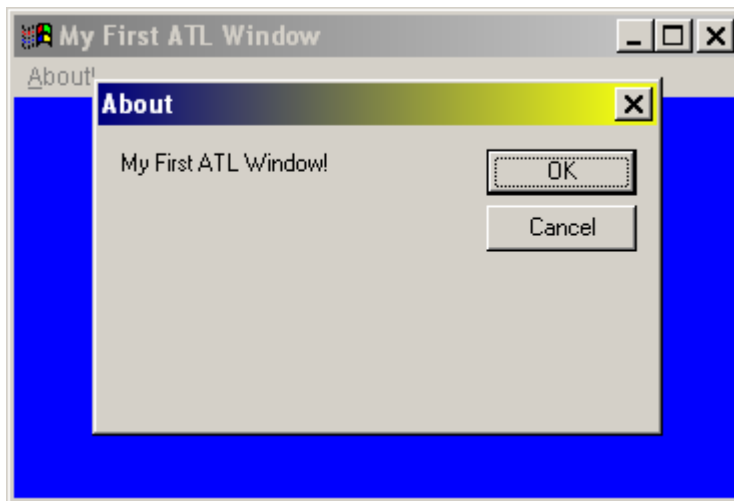 My First ATL Window
About!
About
My First ATL Window!
OK
Cancel